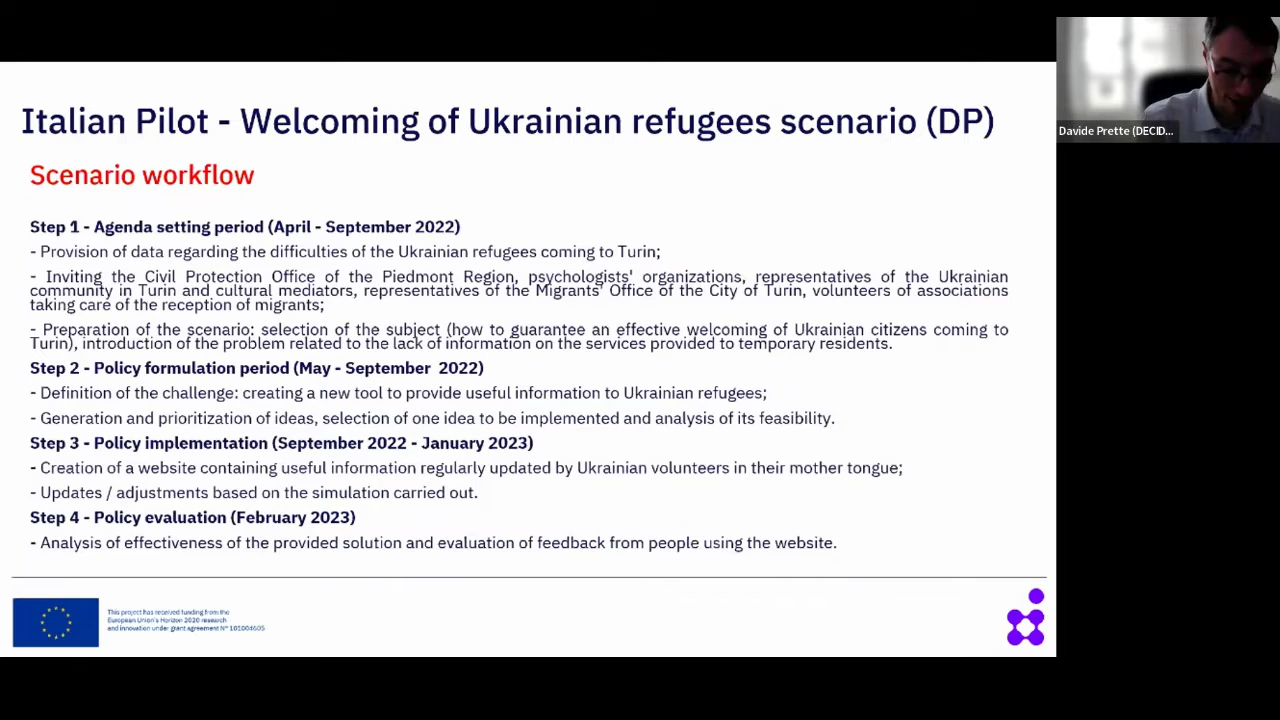 Italian Pilot - Welcoming of Ukrainian refugees scenario (DP)
Davide Prette (DECID...
Scenario workflow
Step 1 - Agenda setting period (April - September 2022)
- Provision of data regarding the difficulties of the Ukrainian refugees coming to Turin;
- Inviting the Civil Protection Office of the Piedmont Region, psychologists' organizations, representatives of the Ukrainian
community in Turin and cultural mediators, representatives of the Migrants' Office of the City of Turin, volunteers of associations
taking care of the reception of migrants;
- Preparation of the scenario: selection of the subject (how to guarantee an effective welcoming of Ukrainian citizens coming to
Turin), introduction of the problem related to the lack of information on the services provided to temporary residents.
Step 2 - Policy formulation period (May - September 2022)
- Definition of the challenge: creating a new tool to provide useful information to Ukrainian refugees;
- Generation and prioritization of ideas, selection of one idea to be implemented and analysis of its feasibility.
Step 3 - Policy implementation (September 2022 - January 2023)
- Creation of a website containing useful information regularly updated by Ukrainian volunteers in their mother tongue;
- Updates / adjustments based on the simulation carried out.
Step 4 - Policy evaluation (February 2023)
- Analysis of effectiveness of the provided solution and evaluation of feedback from people using the website.
This project has received funding from the
European Union's Horizon 2020 research
and innovation under grant agreement N° 101004605